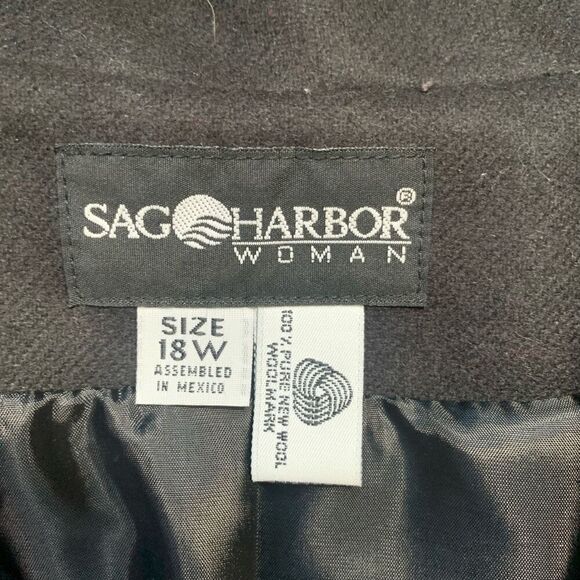 SAG HARBOR®
WOMAN
SIZE
18W
ASSEMBLED
IN MEXICO
100% PURE NEW WOOL
WOOLMARK